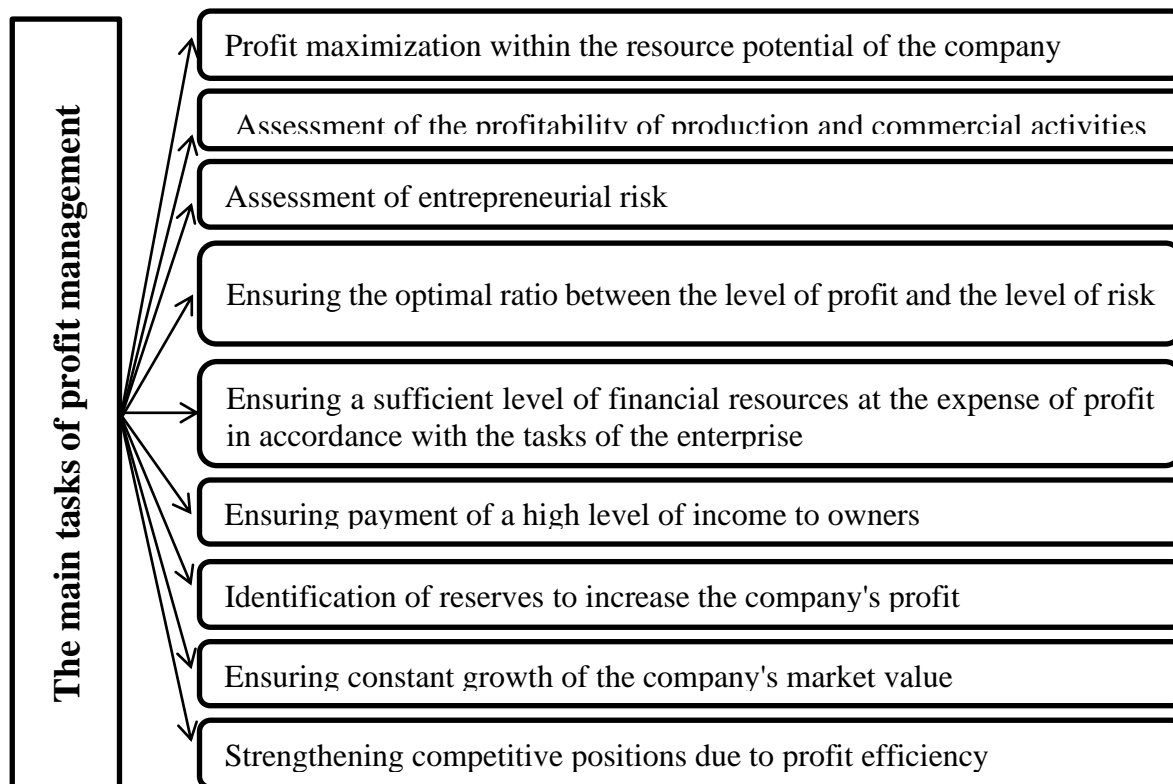 The main tasks of profit management
Profit maximization within the resource potential of the company
Assessment of the profitability of production and commercial activities
Assessment of entrepreneurial risk
Ensuring the optimal ratio between the level of profit and the level of risk
Ensuring a sufficient level of financial resources at the expense of profit
in accordance with the tasks of the enterprise
Ensuring payment of a high level of income to owners
Identification of reserves to increase the company's profit
Ensuring constant growth of the company's market value
Strengthening competitive positions due to profit efficiency